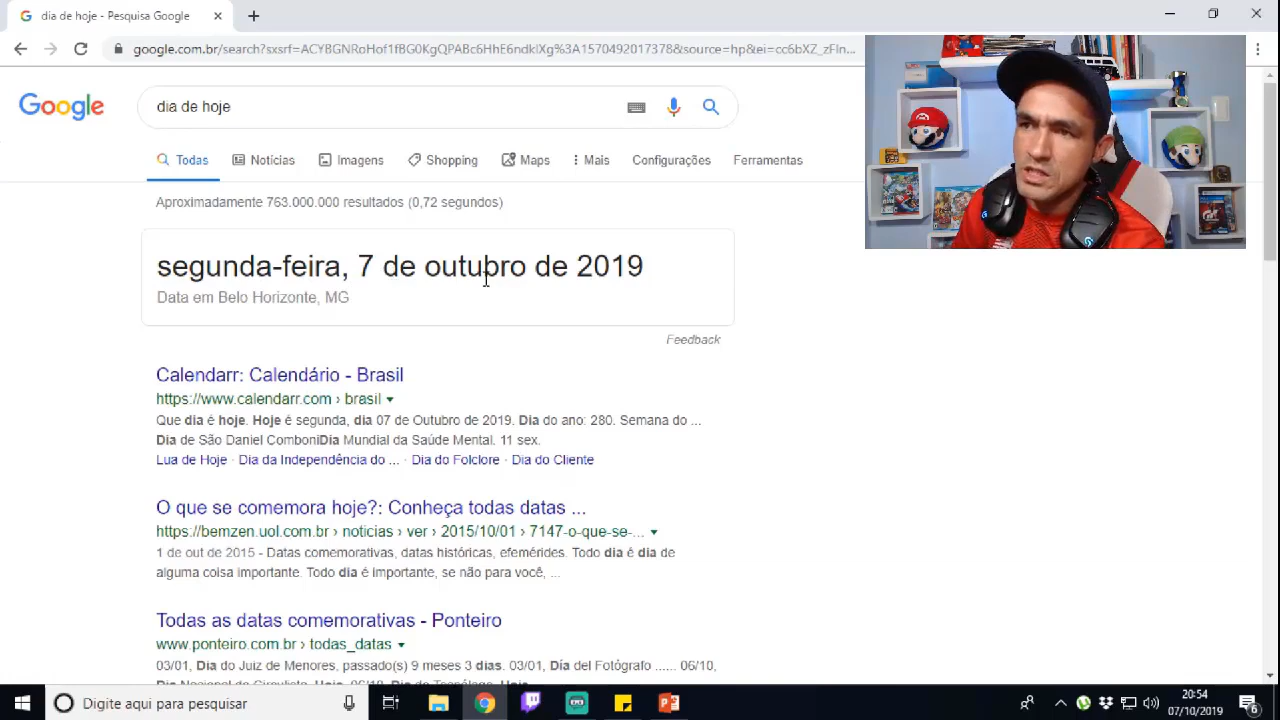 dia de hoje - Pesquisa Google
google.com.br/search?sxsrf=
Google
dia de hoje
Todas Notícias Imagens Shopping Maps Mais Configurações Ferramentas
Aproximadamente 763.000.000 resultados (0,72 segundos)
segunda-feira, 7 de outubro de 2019
Data em Belo Horizonte, MG
Feedback
Calendarr: Calendário - Brasil
https://www.calendarr.com › brasil
Que dia é hoje. Hoje é segunda, dia 07 de Outubro de 2019. Dia do ano: 280. Semana do ...
Dia de São Daniel ComboniDia Mundial da Saúde Mental. 11 sex.
Lua de Hoje · Dia da Independência do ... · Dia do Folclore · Dia do Cliente
O que se comemora hoje?: Conheça todas datas ...
https://bemzen.uol.com.br › noticias › ver › 2015/10/01 › 7147-o-que-se-...
1 de out de 2015 - Datas comemorativas, datas históricas, efemérides. Todo dia é dia de
alguma coisa importante. Todo dia é importante, se não para você, ...
Todas as datas comemorativas - Ponteiro
www.ponteiro.com.br › todas_datas
03/01, Dia do Juiz de Menores, passado(s) 9 meses 3 dias. 03/01, Día del Fotógrafo ...... 06/10,
Digite aqui para pesquisar
20:54
07/10/2019
6